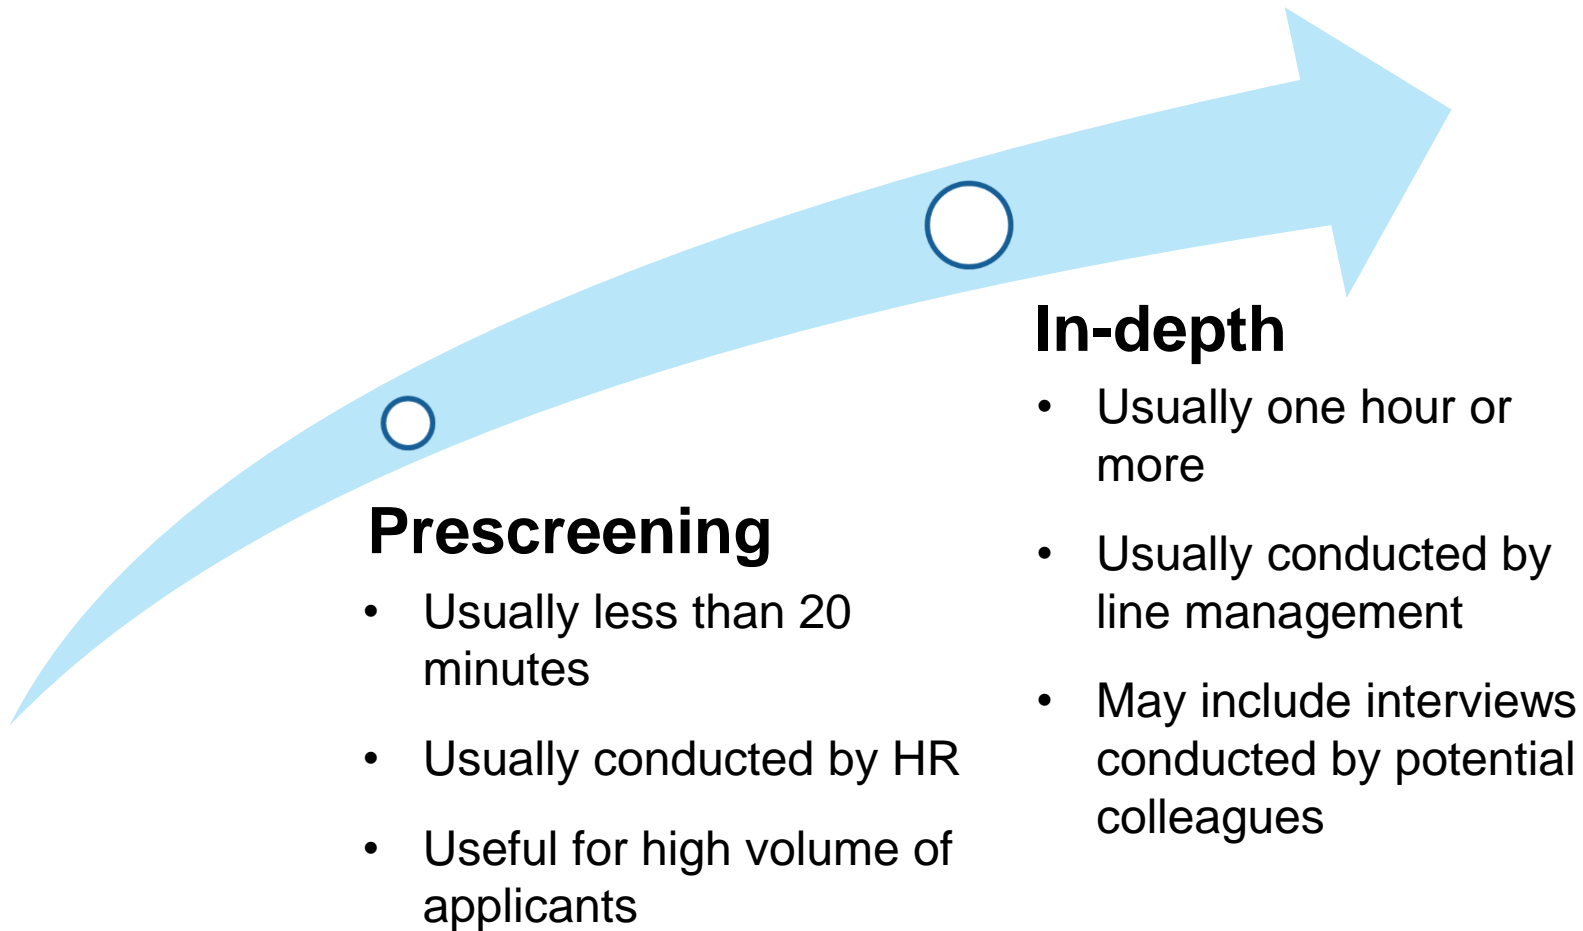 Prescreening
• Usually less than 20
minutes
• Usually conducted by HR
• Useful for high volume of
applicants
In-depth
• Usually one hour or
more
• Usually conducted by
line management
• May include interviews
conducted by potential
colleagues